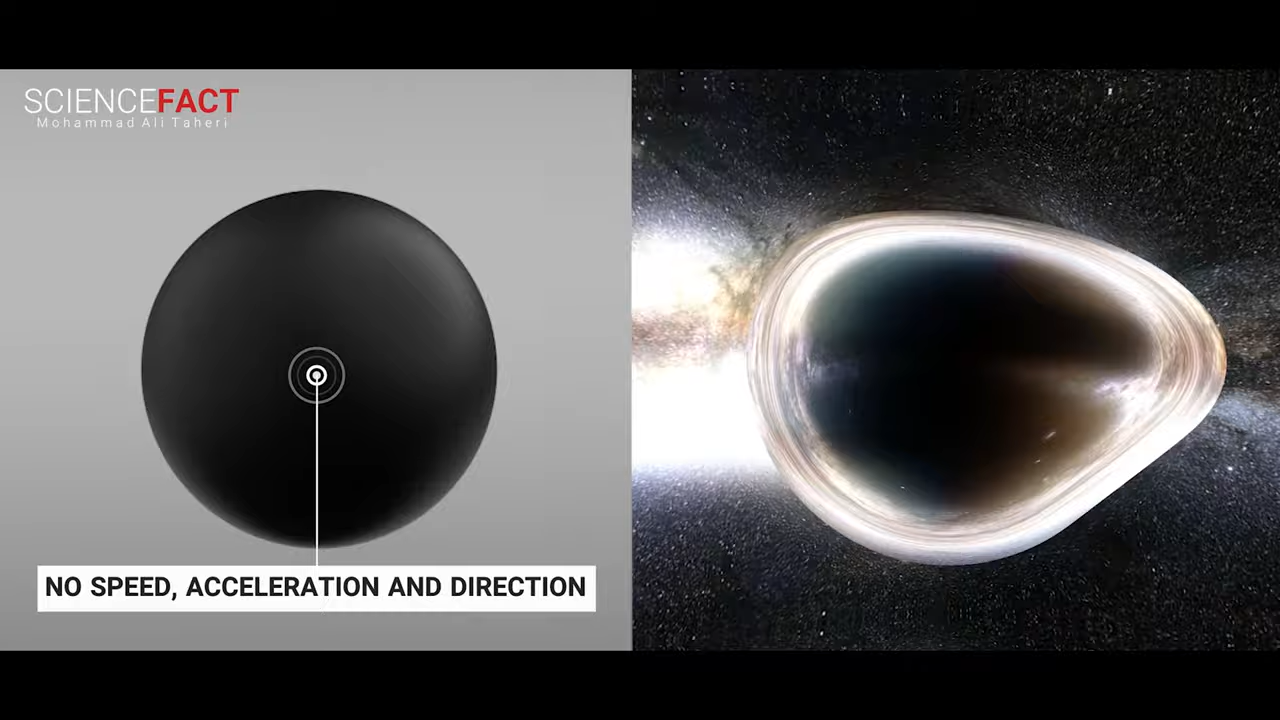 SCIENCEFACT
Mohammad Ali Taheri
NO SPEED, ACCELERATION AND DIRECTION